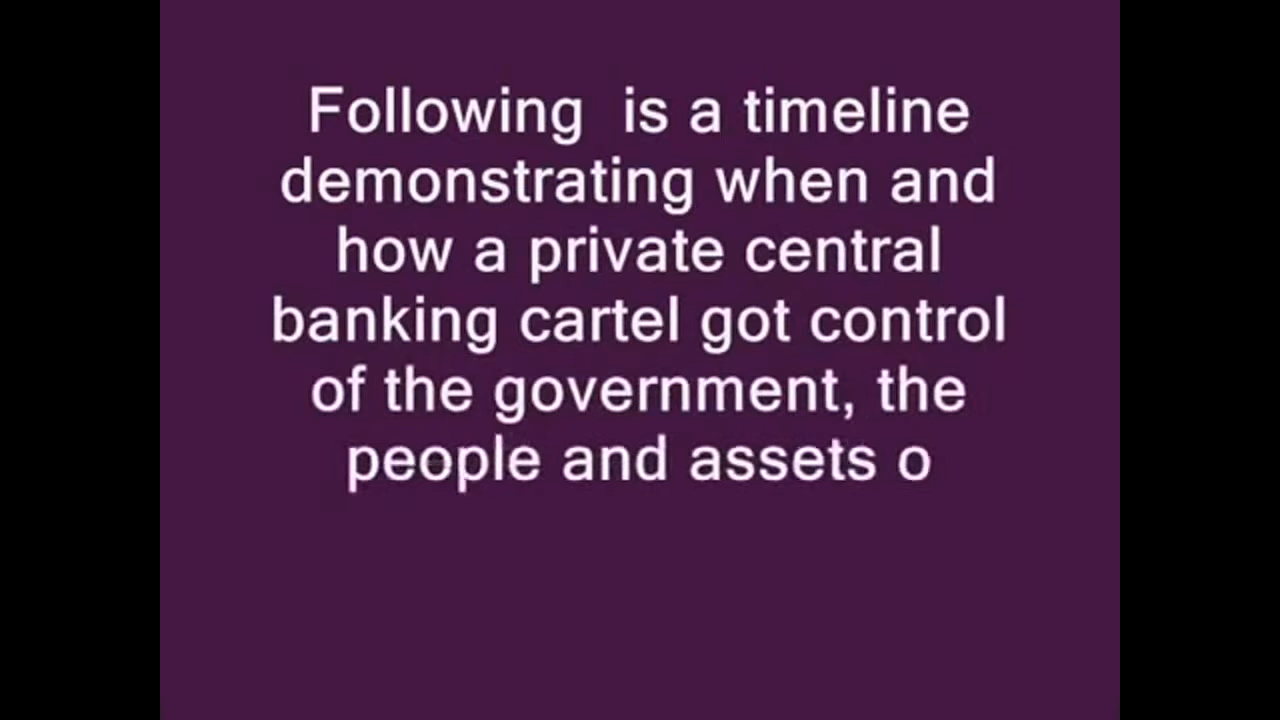 Following  is a timeline
demonstrating when and
how a private central
banking cartel got control
of the government, the
people and assets o